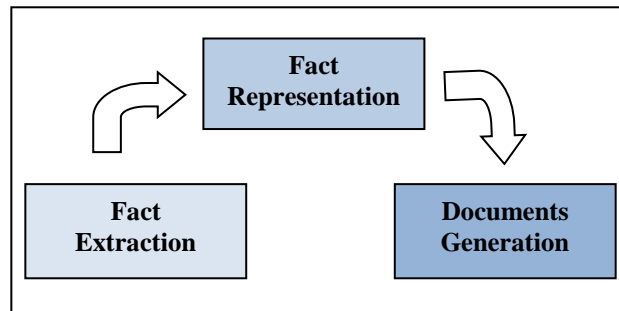 Fact
Representation
Fact
Extraction
Documents
Generation